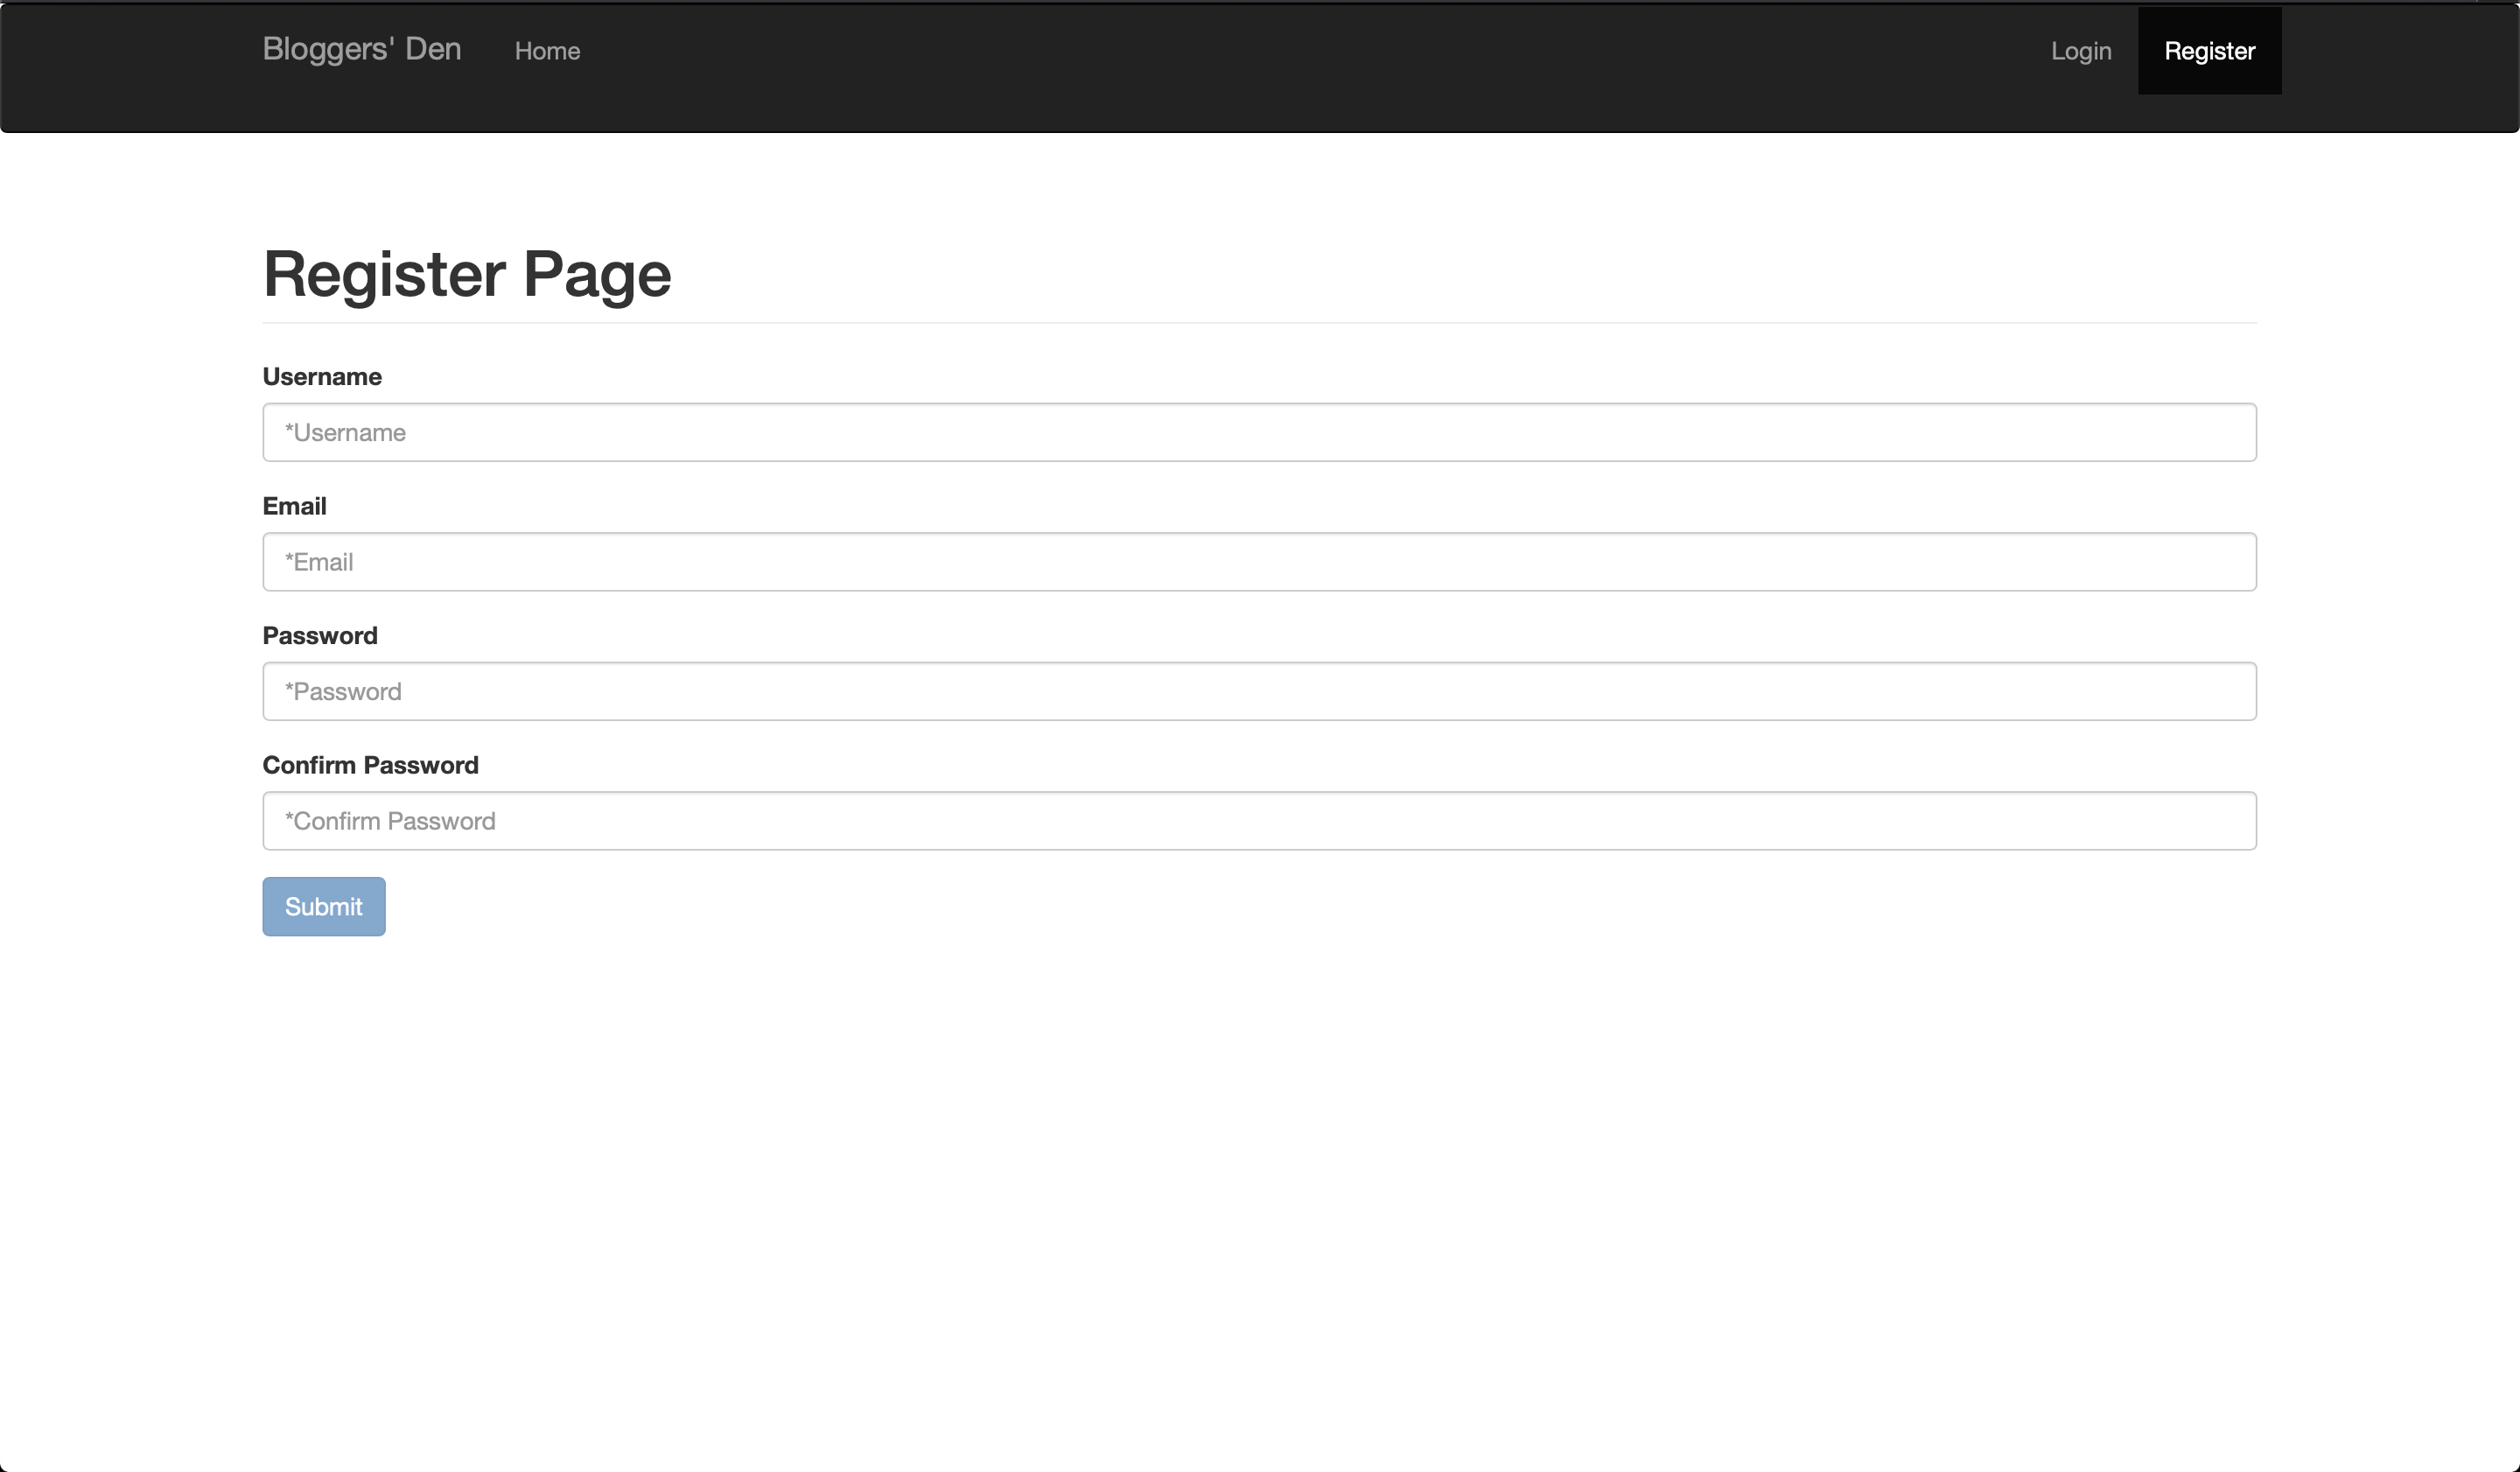 Bloggers' Den Home Login Register
Register Page
Username
*Username
Email
*Email
Password
*Password
Confirm Password
*Confirm Password
Submit